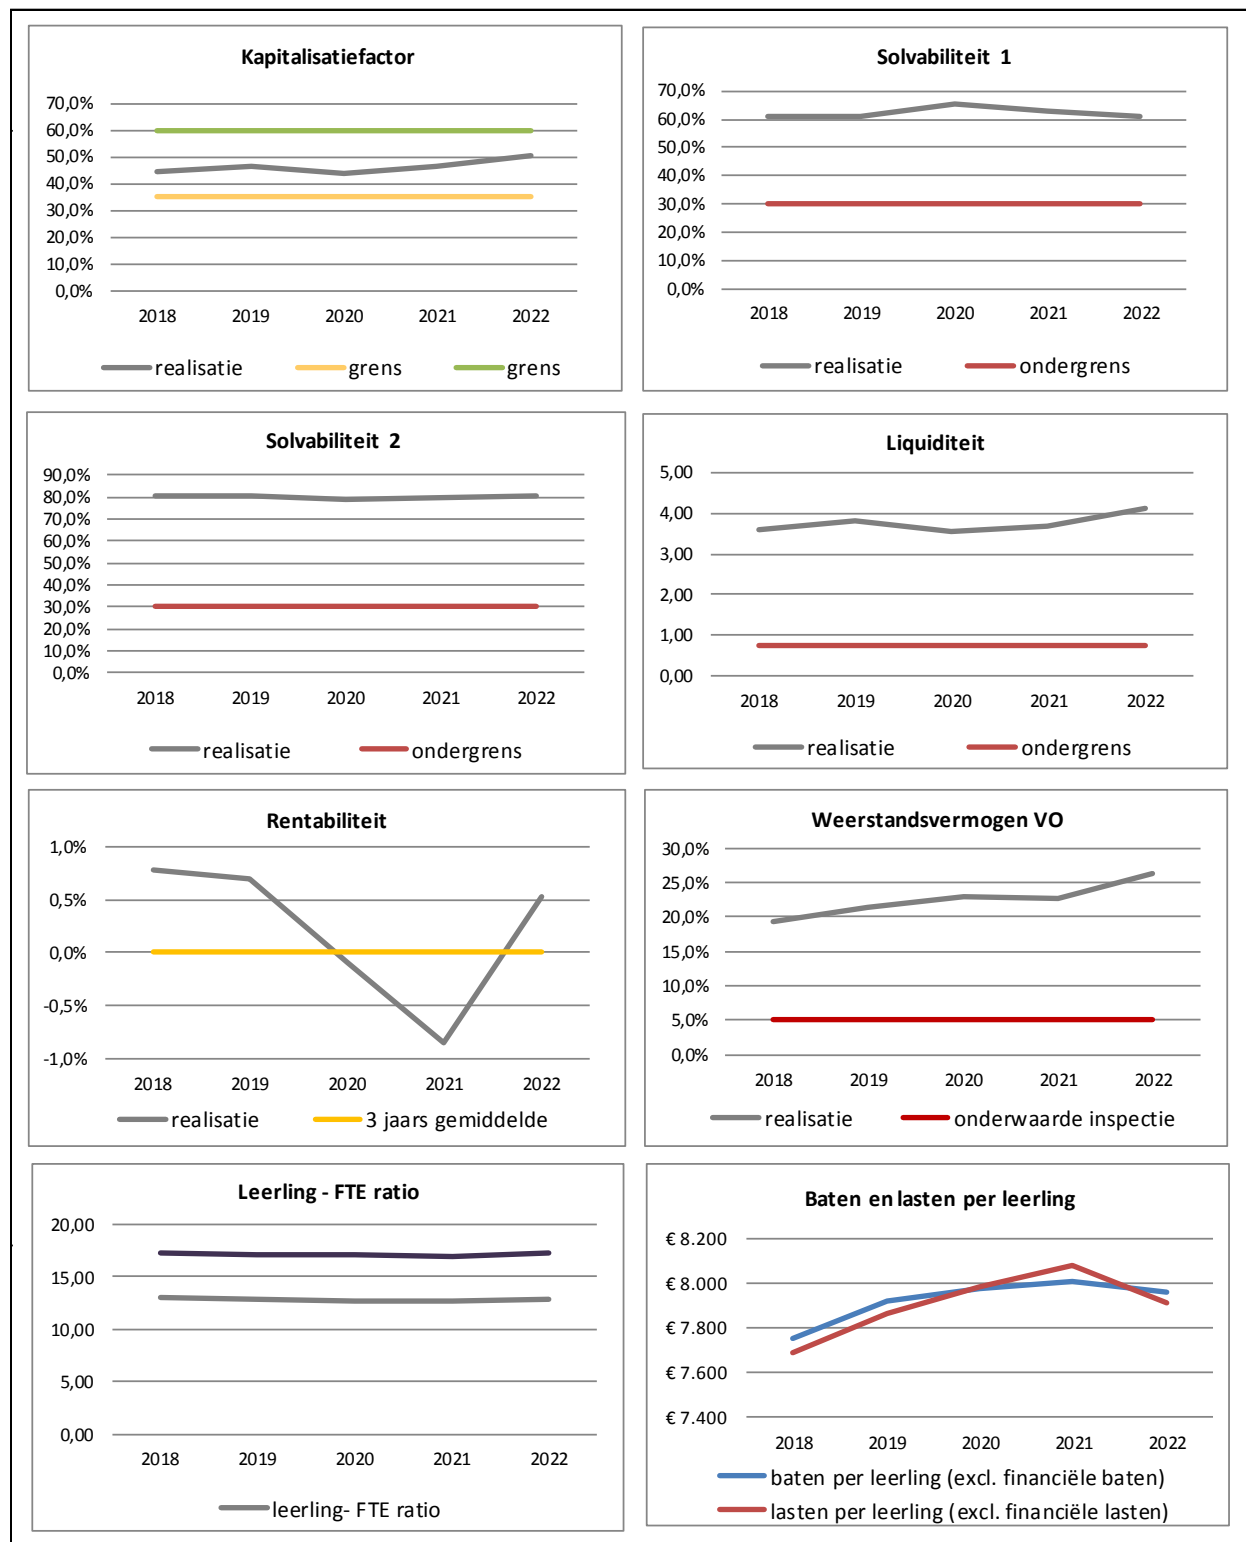 Kapitalisatiefactor
70,0%
60,0%
50,0%
40,0%
30,0%
20,0%
10,0%
0,0%
2018 2019 2020 2021 2022
realisatie grens grens
Solvabiliteit 1
70,0%
60,0%
50,0%
40,0%
30,0%
20,0%
10,0%
0,0%
2018 2019 2020 2021 2022
realisatie ondergrens
Solvabiliteit 2
90,0%
80,0%
70,0%
60,0%
50,0%
40,0%
30,0%
20,0%
10,0%
0,0%
2018 2019 2020 2021 2022
realisatie ondergrens
Liquiditeit
5,00
4,00
3,00
2,00
1,00
0,00
2018 2019 2020 2021 2022
realisatie ondergrens
Rentabiliteit
1,0%
0,5%
0,0%
-0,5%
-1,0%
2018 2019 2020 2021 2022
realisatie 3 jaars gemiddelde
Weerstandsvermogen VO
30,0%
25,0%
20,0%
15,0%
10,0%
5,0%
0,0%
2018 2019 2020 2021 2022
realisatie onderwaarde inspectie
Leerling - FTE ratio
20,00
15,00
10,00
5,00
0,00
2018 2019 2020 2021 2022
leerling- FTE ratio
Baten en lasten per leerling
€ 8.200
€ 8.000
€ 7.800
€ 7.600
€ 7.400
2018 2019 2020 2021 2022
baten per leerling (excl. financiële baten)
lasten per leerling (excl. financiële lasten)